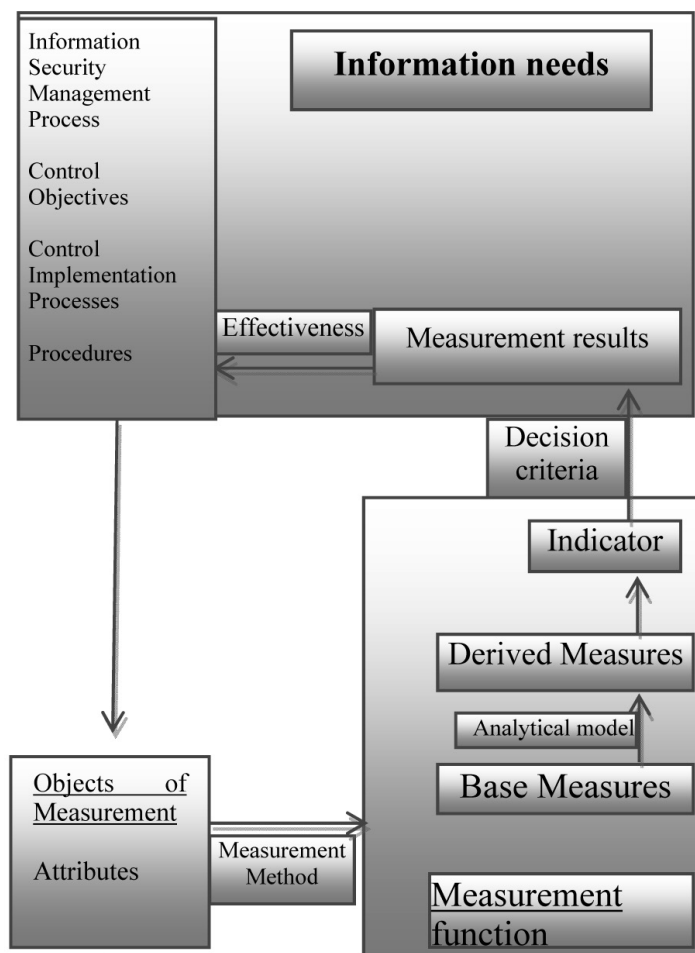 Information
Security
Management
Process
Control
Objectives
Control
Implementation
Processes
Procedures
Information needs
Effectiveness
Measurement results
Decision
criteria
Indicator
Derived Measures
Analytical model
Base Measures
Objects of
Measurement
Attributes
Measurement
Method
Measurement
function